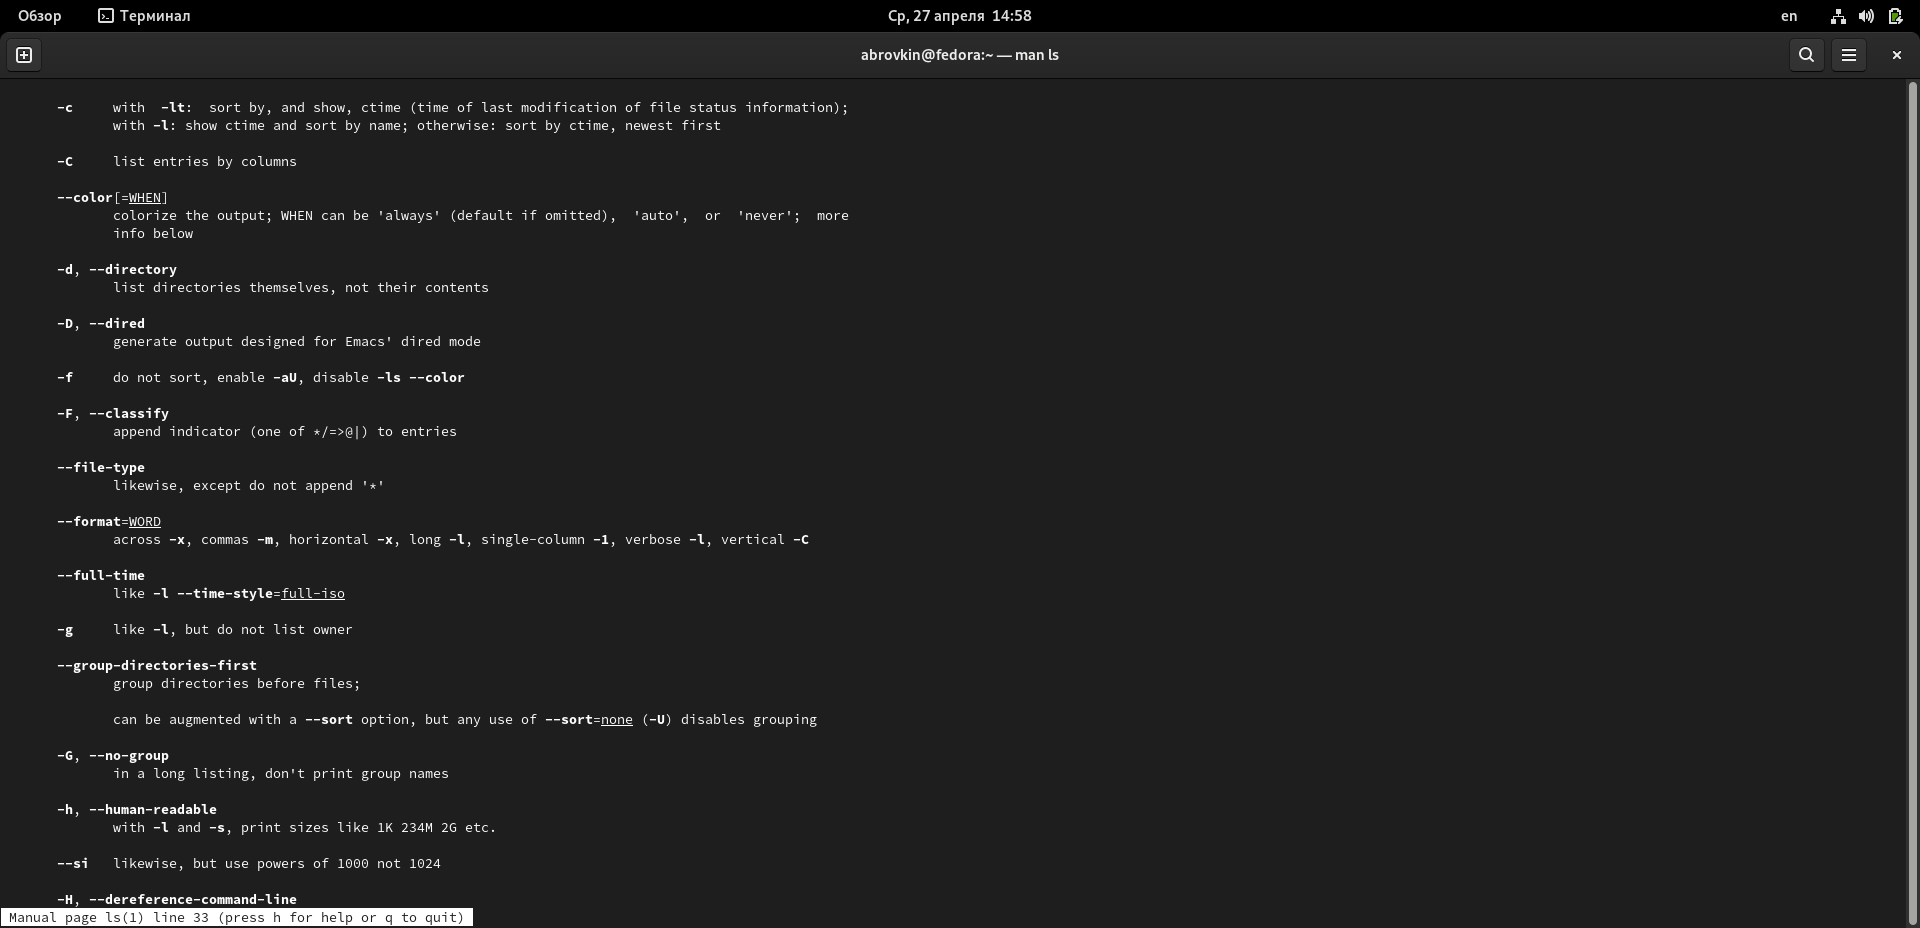 Обзор Терминал Ср, 27 апреля 14:58 en
abrovkin@fedora:~ — man ls
-c with -lt: sort by, and show, ctime (time of last modification of file status information);
with -l: show ctime and sort by name; otherwise: sort by ctime, newest first
-C list entries by columns
--color[=WHEN]
colorize the output; WHEN can be 'always' (default if omitted), 'auto', or 'never'; more
info below
-d, --directory
list directories themselves, not their contents
-D, --dired
generate output designed for Emacs' dired mode
-f do not sort, enable -aU, disable -ls --color
-F, --classify
append indicator (one of */=>@|) to entries
--file-type
likewise, except do not append '*'
--format=WORD
across -x, commas -m, horizontal -x, long -l, single-column -1, verbose -l, vertical -C
--full-time
like -l --time-style=full-iso
-g like -l, but do not list owner
--group-directories-first
group directories before files;
can be augmented with a --sort option, but any use of --sort=none (-U) disables grouping
-G, --no-group
in a long listing, don't print group names
-h, --human-readable
with -l and -s, print sizes like 1K 234M 2G etc.
--si likewise, but use powers of 1000 not 1024
-H, --dereference-command-line
Manual page ls(1) line 33 (press h for help or q to quit)